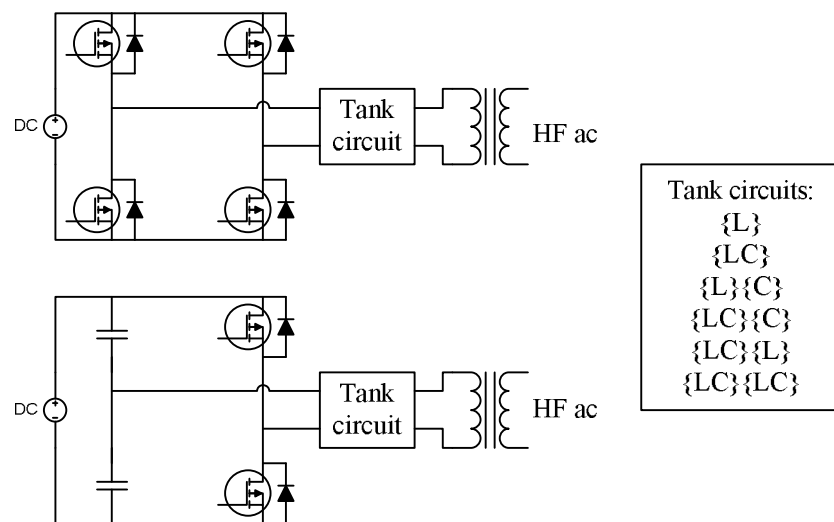 DC
Tank
circuit
HF ac
Tank circuits:
{L}
{LC}
{L}{C}
{LC}{C}
{LC}{L}
{LC}{LC}
DC
Tank
circuit
HF ac